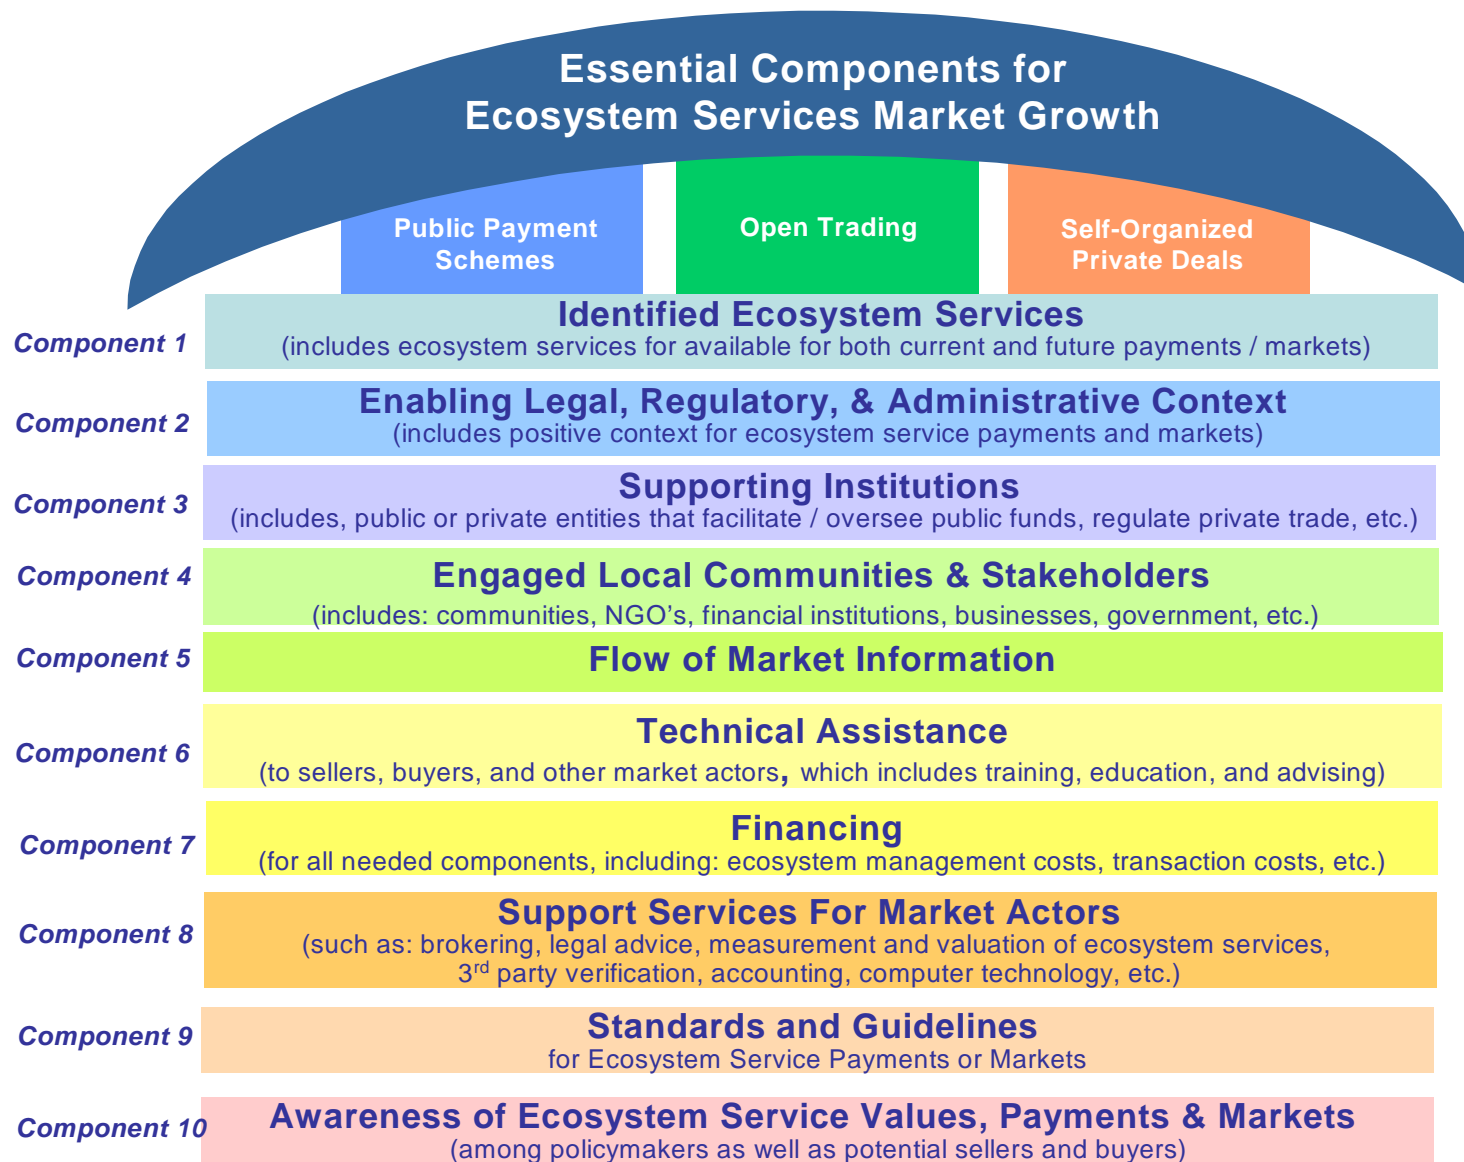 Essential Components for
Ecosystem Services Market Growth
Public Payment
Schemes
Open Trading
Self-Organized
Private Deals
Component 1
Identified Ecosystem Services
(includes ecosystem services for available for both current and future payments / markets)
Component 2
Enabling Legal, Regulatory, & Administrative Context
(includes positive context for ecosystem service payments and markets)
Component 3
Supporting Institutions
(includes, public or private entities that facilitate / oversee public funds, regulate private trade, etc.)
Component 4
Engaged Local Communities & Stakeholders
(includes: communities, NGO's, financial institutions, businesses, government, etc.)
Component 5
Flow of Market Information
Component 6
Technical Assistance
(to sellers, buyers, and other market actors, which includes training, education, and advising)
Component 7
Financing
(for all needed components, including: ecosystem management costs, transaction costs, etc.)
Component 8
Support Services For Market Actors
(such as: brokering, legal advice, measurement and valuation of ecosystem services,
3rd party verification, accounting, computer technology, etc.)
Component 9
Standards and Guidelines
for Ecosystem Service Payments or Markets
Component 10
Awareness of Ecosystem Service Values, Payments & Markets
(among policymakers as well as potential sellers and buyers)